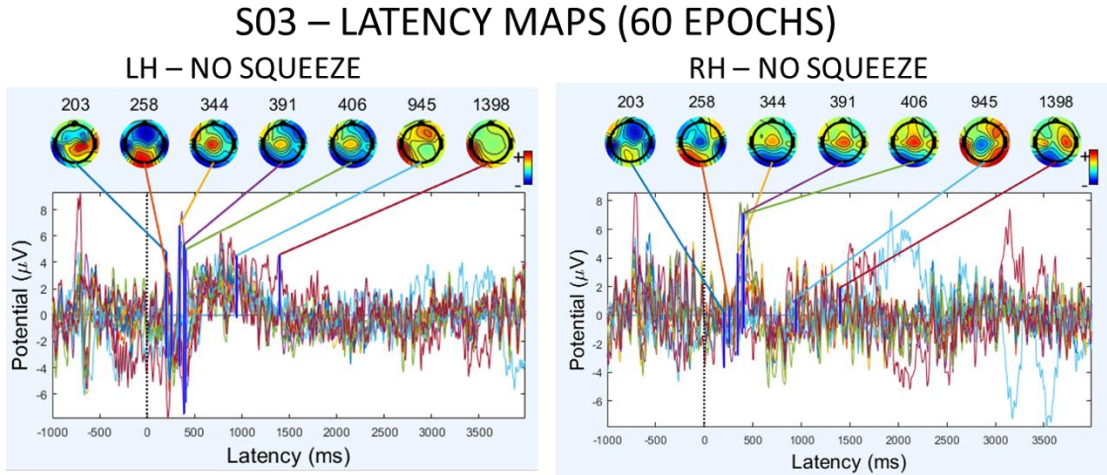 S03 – LATENCY MAPS (60 EPOCHS)
LH – NO SQUEEZE
203 258 344 391 406 945 1398
+
-
8
6
4
2
0
-2
-4
-6
Potential (μV)
-1000 -500 0 500 1000 1500 2000 2500 3000 3500
Latency (ms)
RH – NO SQUEEZE
203 258 344 391 406 945 1398
+
-
8
6
4
2
0
-2
-4
-6
Potential (μV)
-1000 -500 0 500 1000 1500 2000 2500 3000 3500
Latency (ms)